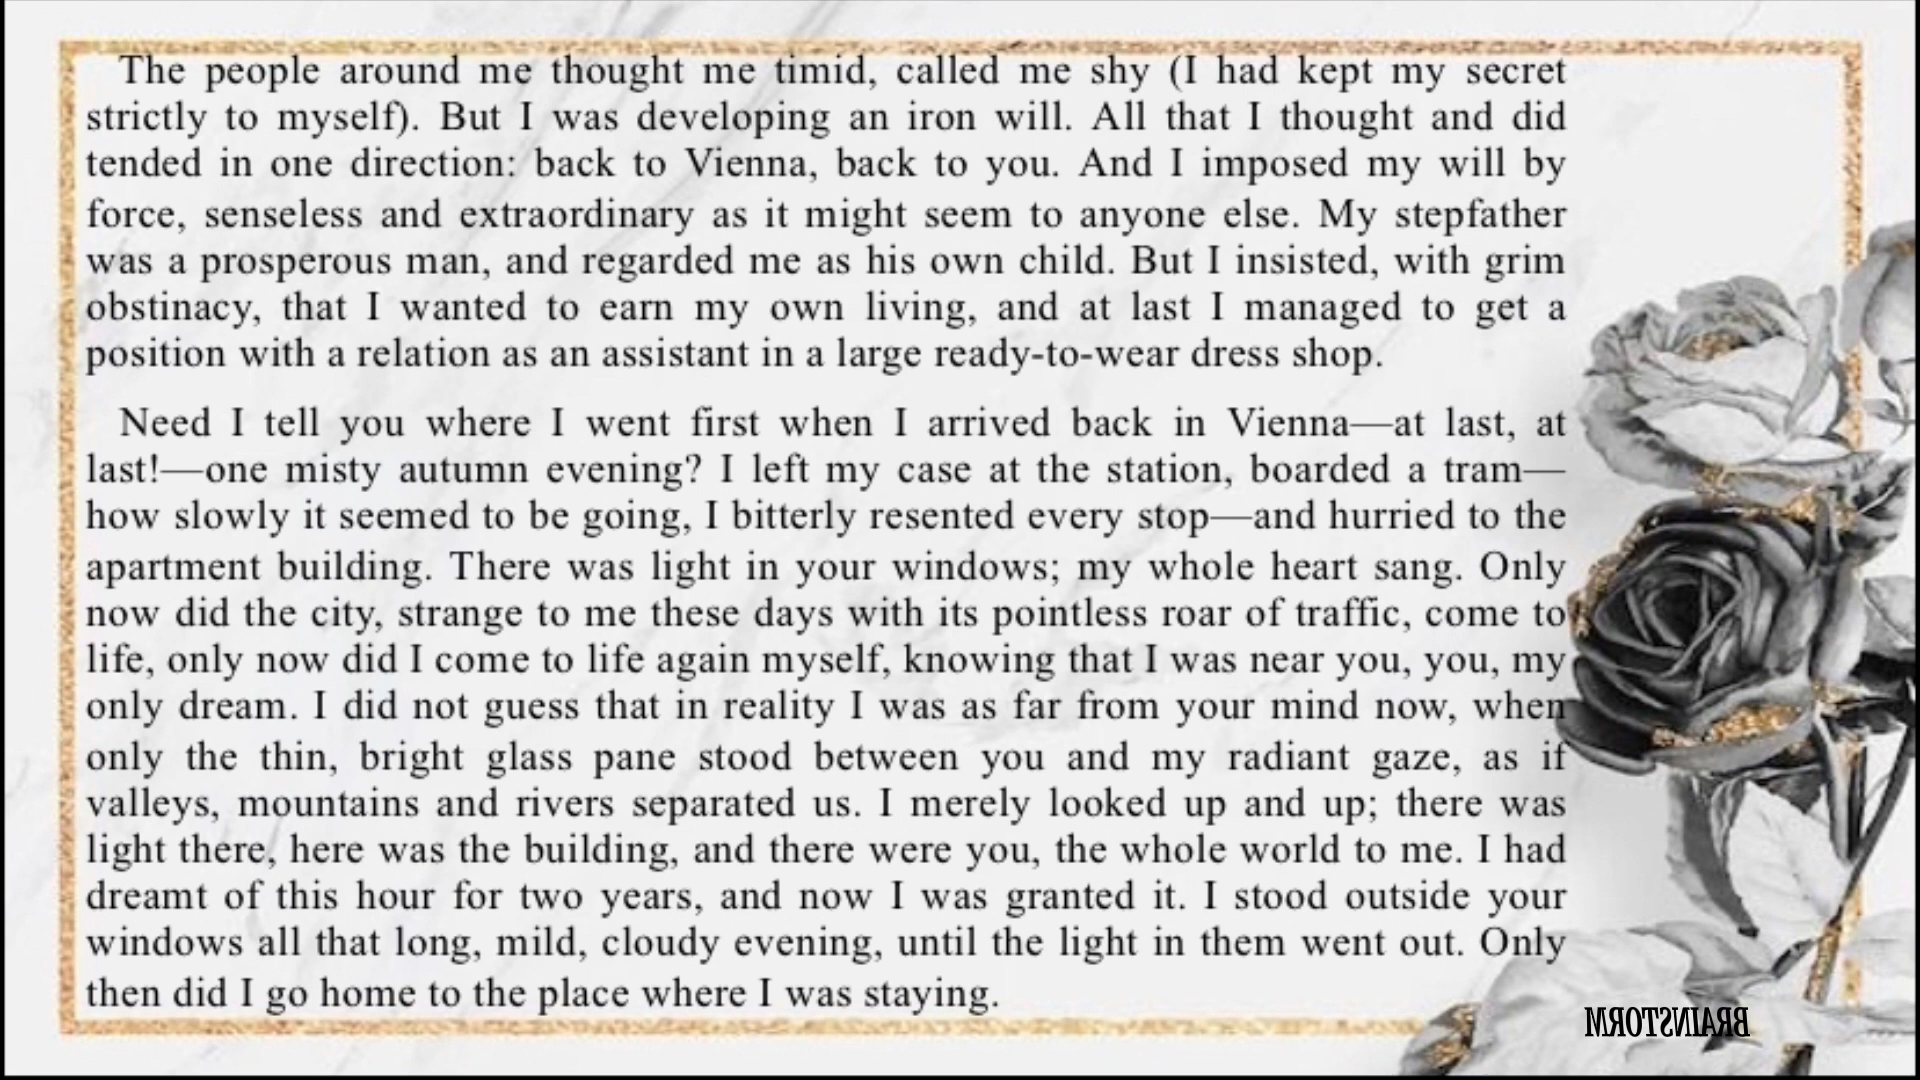 The people around me thought me timid, called me shy (I had kept my secret
strictly to myself). But I was developing an iron will. All that I thought and did
tended in one direction: back to Vienna, back to you. And I imposed my will by
force, senseless and extraordinary as it might seem to anyone else. My stepfather
was a prosperous man, and regarded me as his own child. But I insisted, with grim
obstinacy, that I wanted to earn my own living, and at last I managed to get a
position with a relation as an assistant in a large ready-to-wear dress shop.
Need I tell you where I went first when I arrived back in Vienna—at last, at
last!—one misty autumn evening? I left my case at the station, boarded a tram—
how slowly it seemed to be going, I bitterly resented every stop—and hurried to the
apartment building. There was light in your windows; my whole heart sang. Only
now did the city, strange to me these days with its pointless roar of traffic, come to
life, only now did I come to life again myself, knowing that I was near you, you, my
only dream. I did not guess that in reality I was as far from your mind now, when
only the thin, bright glass pane stood between you and my radiant gaze, as if
valleys, mountains and rivers separated us. I merely looked up and up; there was
light there, here was the building, and there were you, the whole world to me. I had
dreamt of this hour for two years, and now I was granted it. I stood outside your
windows all that long, mild, cloudy evening, until the light in them went out. Only
then did I go home to the place where I was staying.
BRAINSTORM